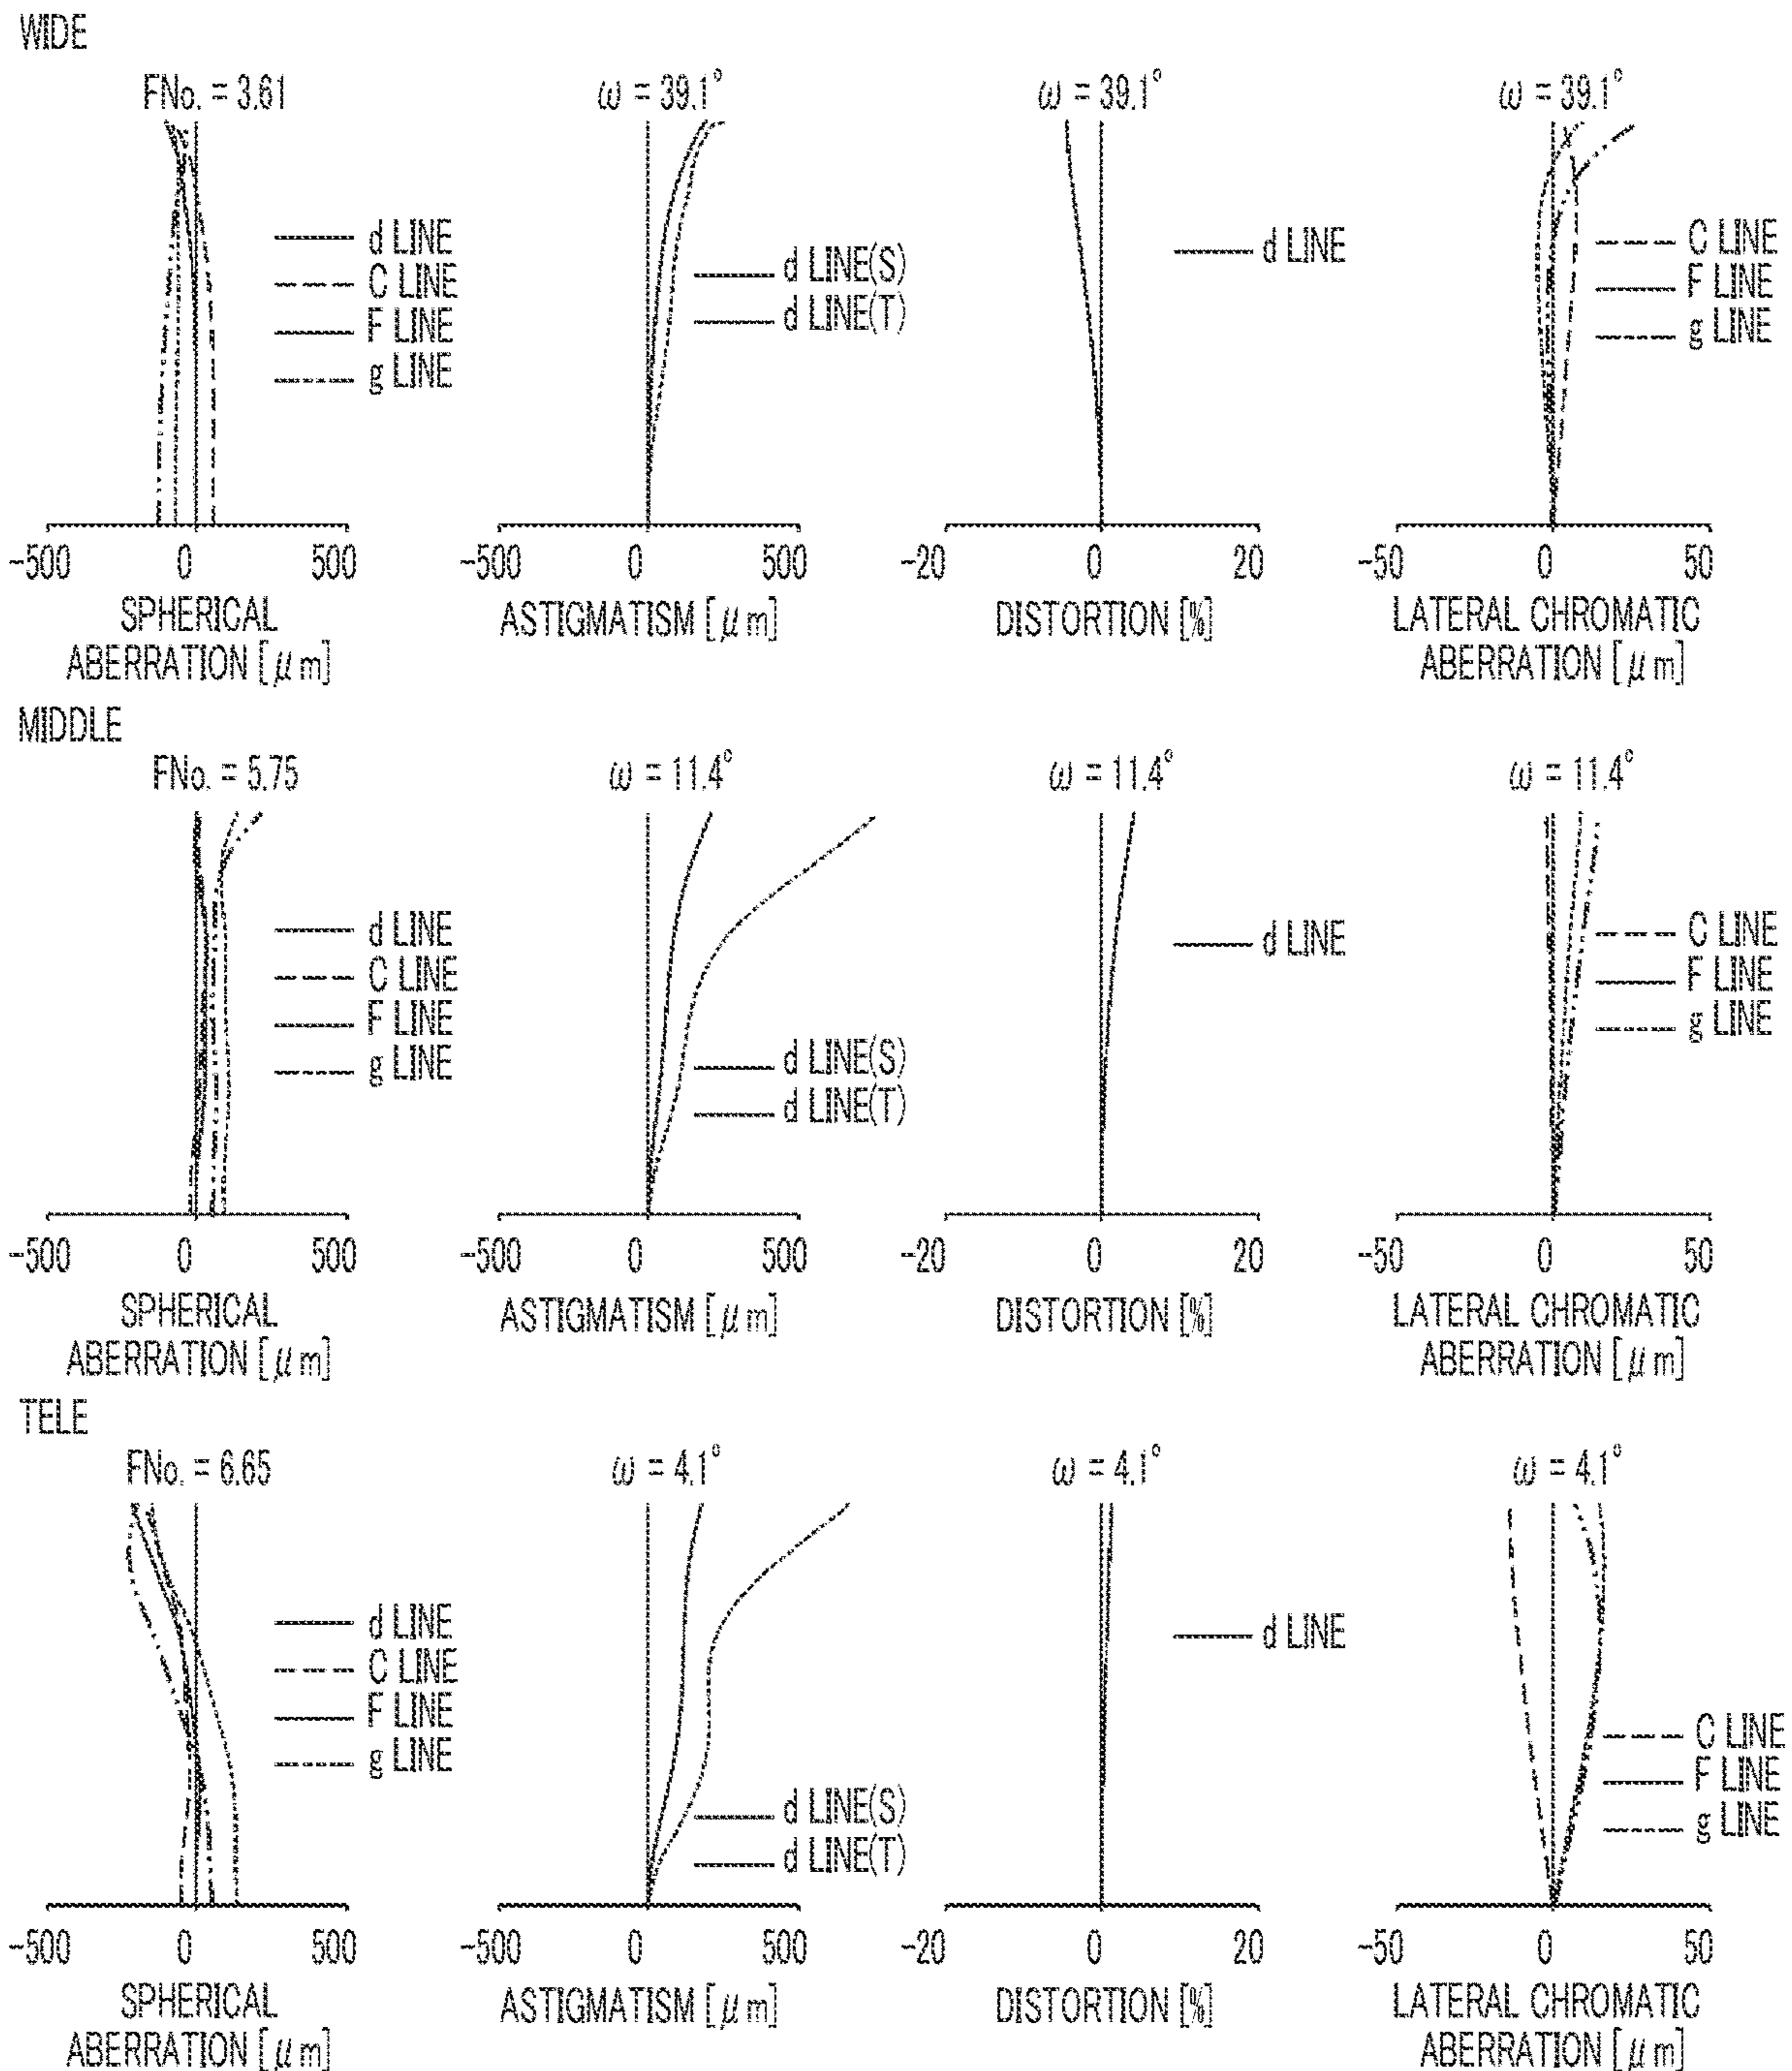 WIDE
FNo. = 3.61
ω = 39.1°
ω = 39.1°
ω = 39.1°
d LINE
C LINE
F LINE
g LINE
d LINE(S)
d LINE(T)
d LINE
C LINE
F LINE
g LINE
-500 0 500
-500 0 500
-20 0 20
-50 0 50
SPHERICAL
ABERRATION [μm]
ASTIGMATISM [μm]
DISTORTION [%]
LATERAL CHROMATIC
ABERRATION [μm]
MIDDLE
FNo. = 5.75
ω = 11.4°
ω = 11.4°
ω = 11.4°
d LINE
C LINE
F LINE
g LINE
d LINE(S)
d LINE(T)
d LINE
C LINE
F LINE
g LINE
-500 0 500
-500 0 500
-20 0 20
-50 0 50
SPHERICAL
ABERRATION [μm]
ASTIGMATISM [μm]
DISTORTION [%]
LATERAL CHROMATIC
ABERRATION [μm]
TELE
FNo. = 6.65
ω = 4.1°
ω = 4.1°
ω = 4.1°
d LINE
C LINE
F LINE
g LINE
d LINE(S)
d LINE(T)
d LINE
C LINE
F LINE
g LINE
-500 0 500
-500 0 500
-20 0 20
-50 0 50
SPHERICAL
ABERRATION [μm]
ASTIGMATISM [μm]
DISTORTION [%]
LATERAL CHROMATIC
ABERRATION [μm]